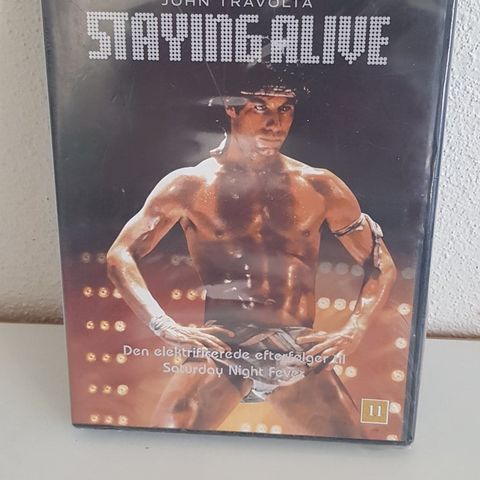 JOHN TRAVOLTA
STAYING ALIVE
Den elektrificerede efterfølger til
Saturday Night Fever
11